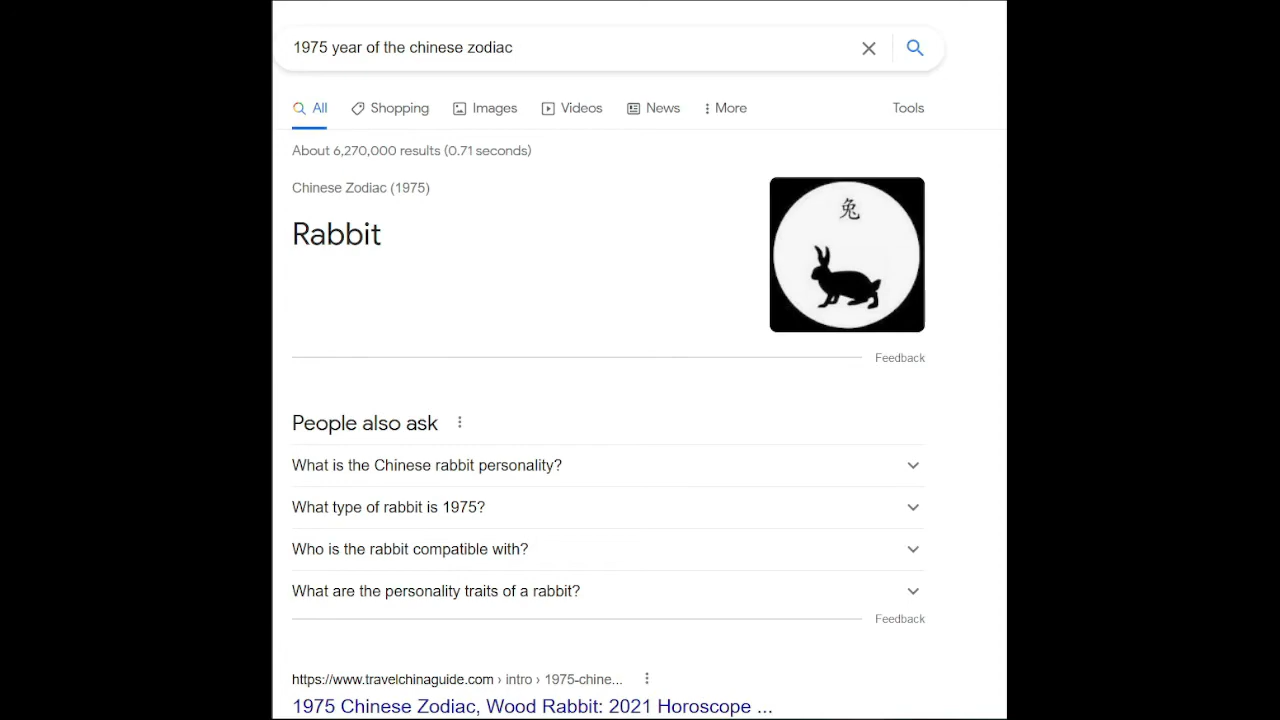 1975 year of the chinese zodiac
All Shopping Images Videos News More Tools
About 6,270,000 results (0.71 seconds)
Chinese Zodiac (1975)
Rabbit
兔
Feedback
People also ask
What is the Chinese rabbit personality?
What type of rabbit is 1975?
Who is the rabbit compatible with?
What are the personality traits of a rabbit?
Feedback
https://www.travelchinaguide.com › intro › 1975-chine...
1975 Chinese Zodiac, Wood Rabbit: 2021 Horoscope ...